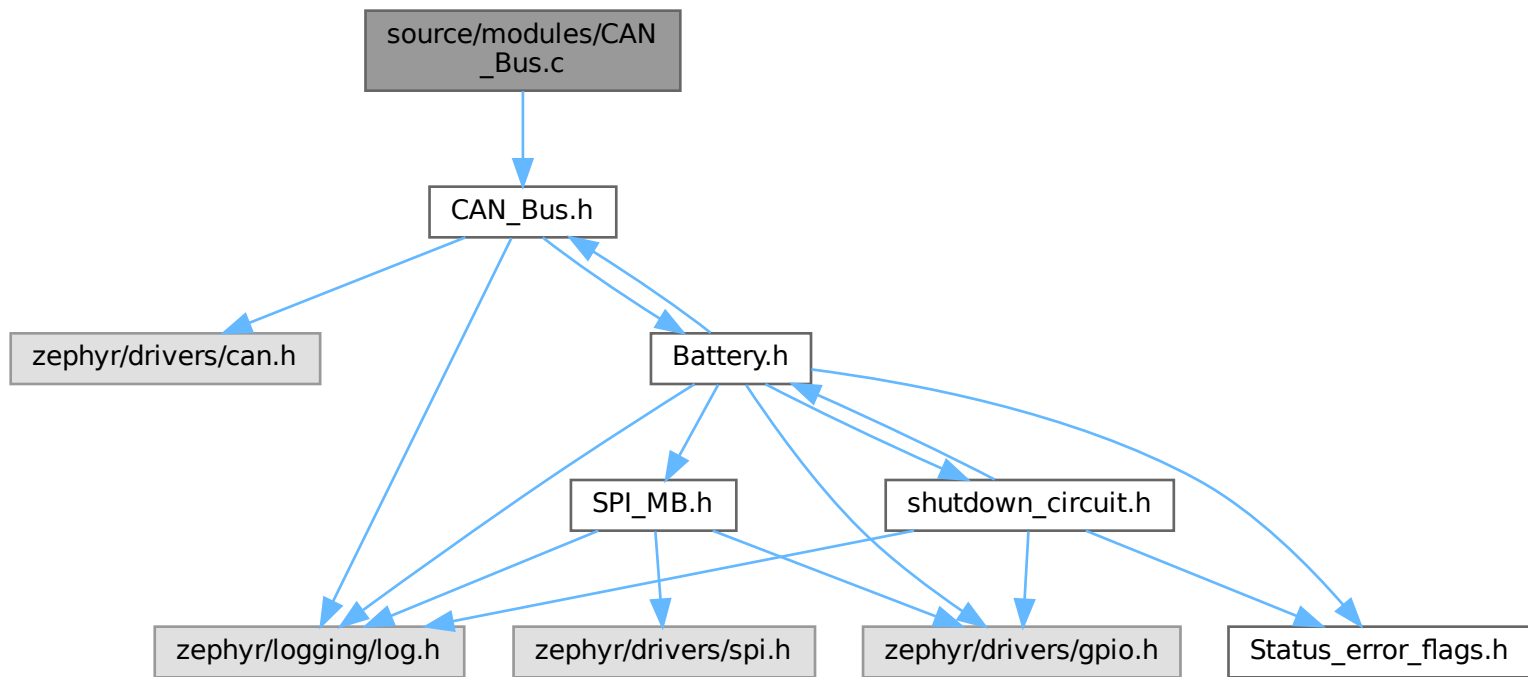 source/modules/CAN
_Bus.c
CAN_Bus.h
zephyr/drivers/can.h
Battery.h
SPI_MB.h
shutdown_circuit.h
zephyr/logging/log.h
zephyr/drivers/spi.h
zephyr/drivers/gpio.h
Status_error_flags.h